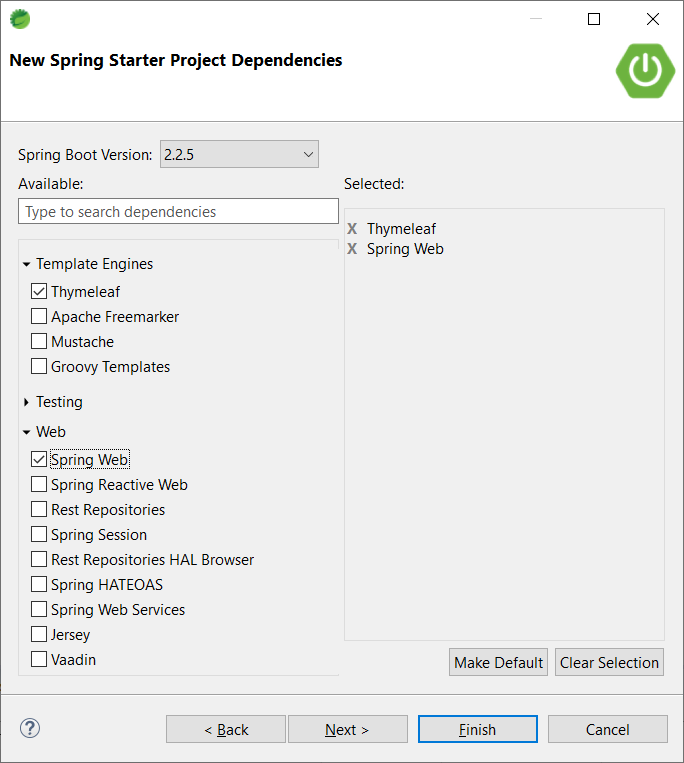 New Spring Starter Project Dependencies
Spring Boot Version: 2.2.5
Available:
Type to search dependencies
Template Engines
Thymeleaf
Apache Freemarker
Mustache
Groovy Templates
Testing
Web
Spring Web
Spring Reactive Web
Rest Repositories
Spring Session
Rest Repositories HAL Browser
Spring HATEOAS
Spring Web Services
Jersey
Vaadin
Selected:
X Thymeleaf
X Spring Web
Make Default
Clear Selection
?
< Back
Next >
Finish
Cancel